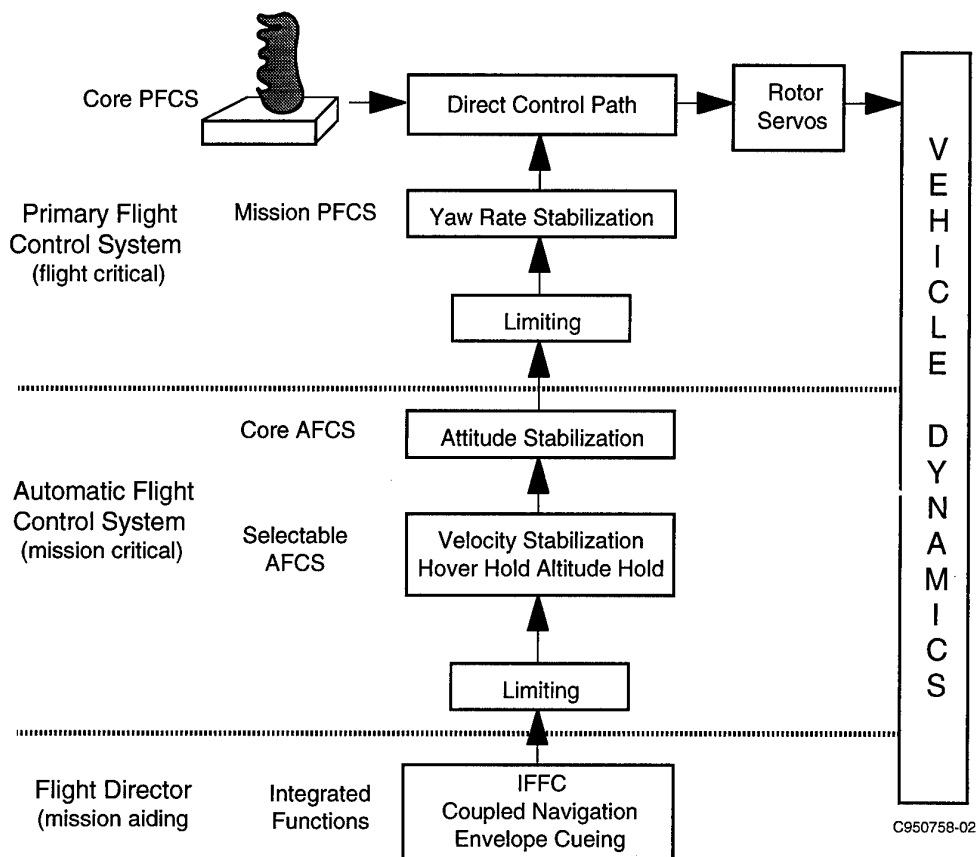 Core PFCS
Direct Control Path
Rotor
Servos
Primary Flight
Control System
(flight critical)
Mission PFCS
Yaw Rate Stabilization
Limiting
Core AFCS
Attitude Stabilization
Automatic Flight
Control System
(mission critical)
Selectable
AFCS
Velocity Stabilization
Hover Hold Altitude Hold
Limiting
Flight Director
(mission aiding
Integrated
Functions
IFFC
Coupled Navigation
Envelope Cueing
VEHICLE DYNAMICS
C950758-02